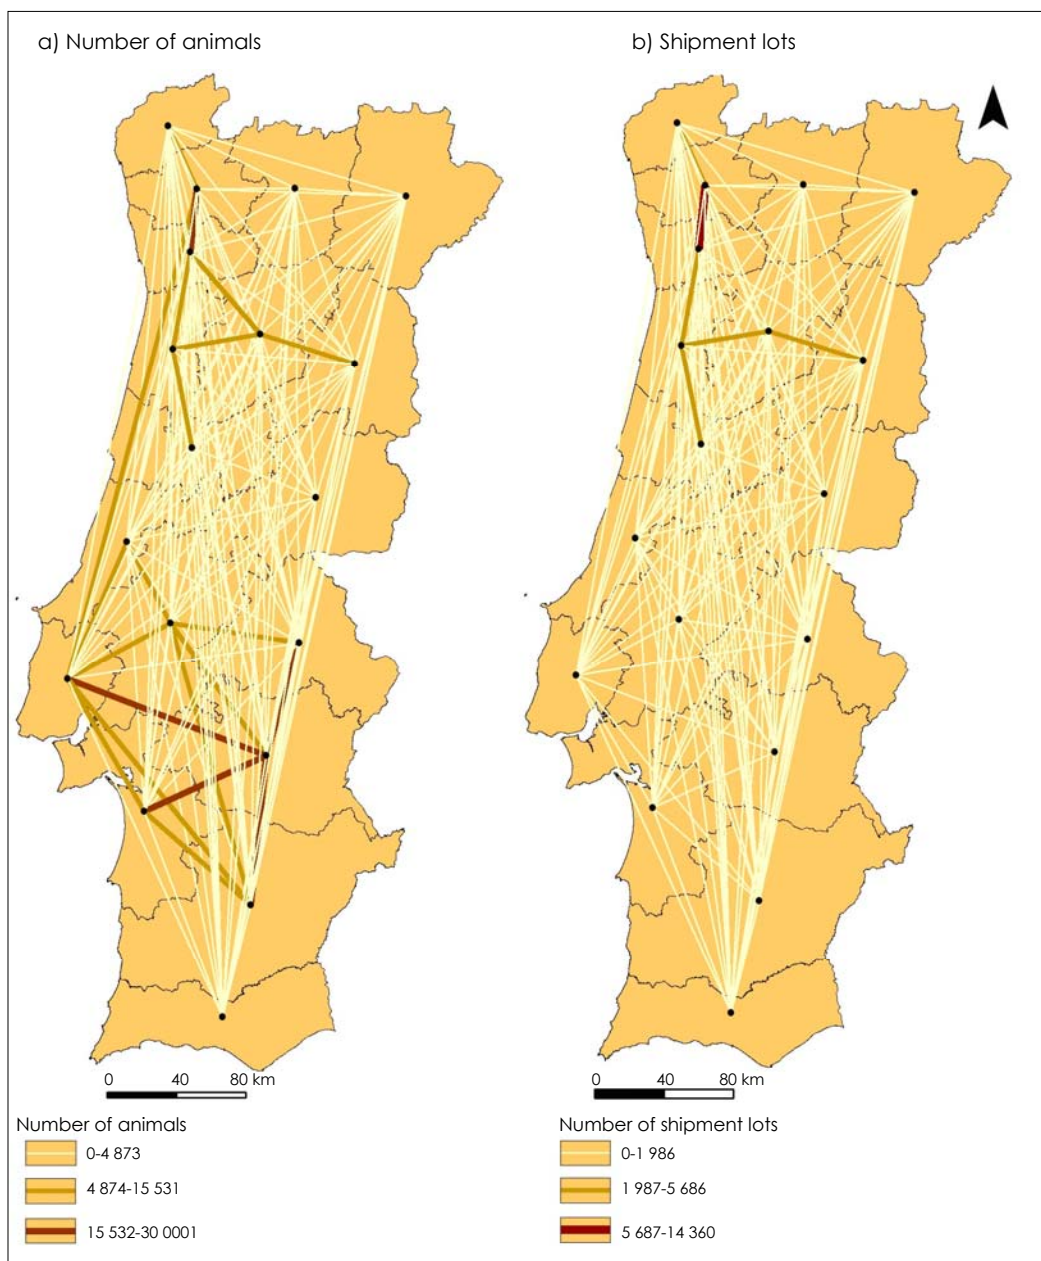 a) Number of animals
b) Shipment lots
0 40 80 km
0 40 80 km
Number of animals
0-4 873
4 874-15 531
15 532-30 0001
Number of shipment lots
0-1 986
1 987-5 686
5 687-14 360